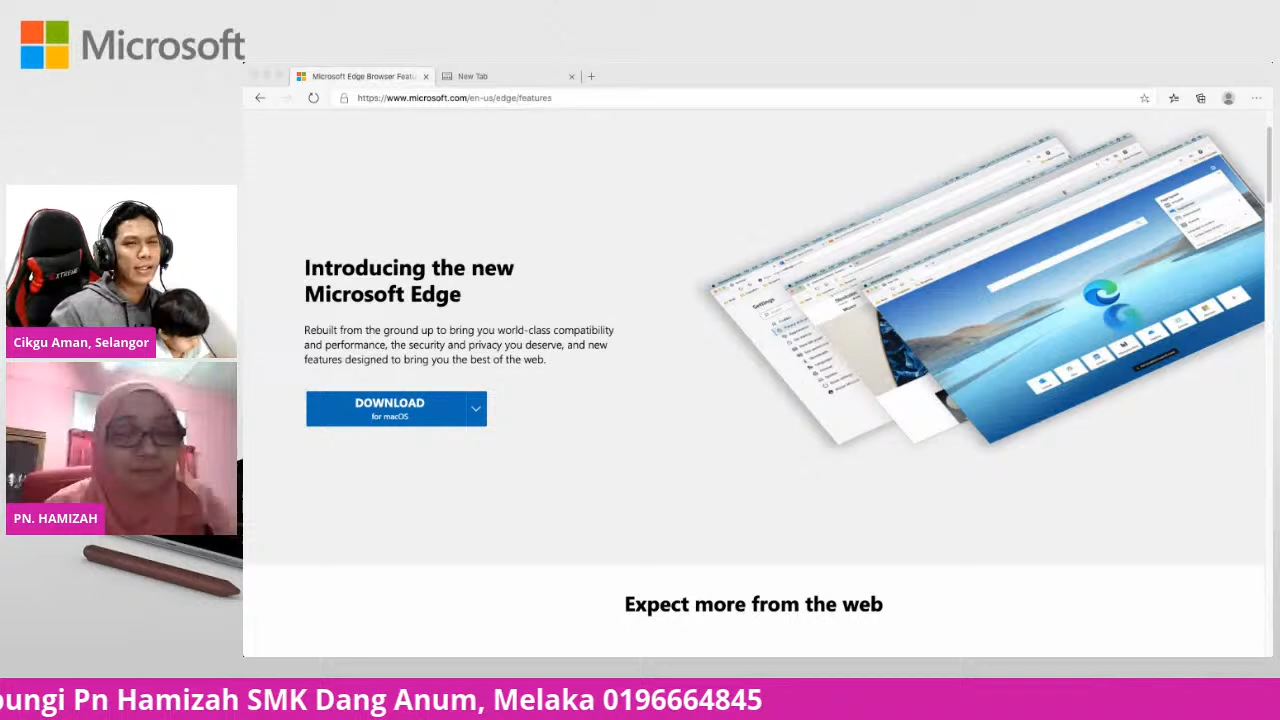 Microsoft
Microsoft Edge Browser Featu
New Tab
https://www.microsoft.com/en-us/edge/features
Introducing the new
Microsoft Edge
Rebuilt from the ground up to bring you world-class compatibility
and performance, the security and privacy you deserve, and new
features designed to bring you the best of the web.
DOWNLOAD
for macOS
Expect more from the web
EXTREME
Cikgu Aman, Selangor
PN. HAMIZAH
oungi Pn Hamizah SMK Dang Anum, Melaka 0196664845